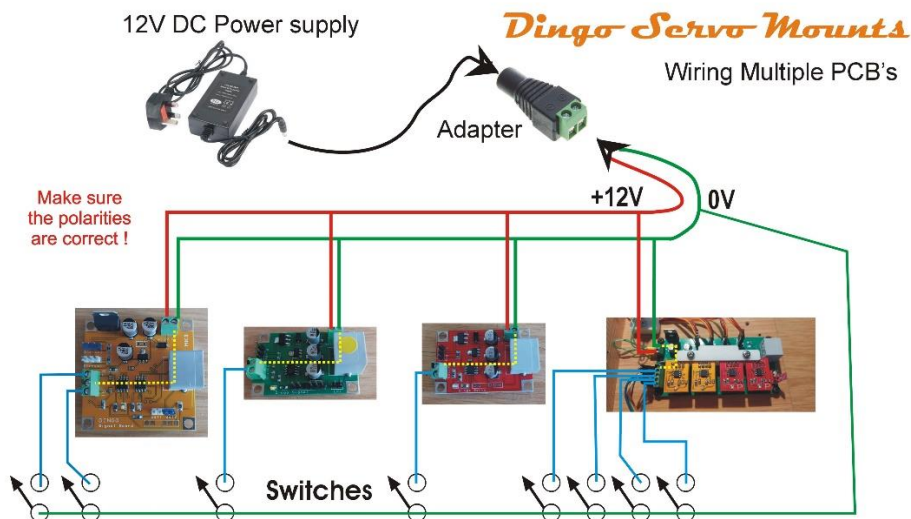 12V DC Power supply
Dingo Servo Mounts
Wiring Multiple PCB's
Adapter
Make sure
the polarities
are correct !
+12V
0V
Switches